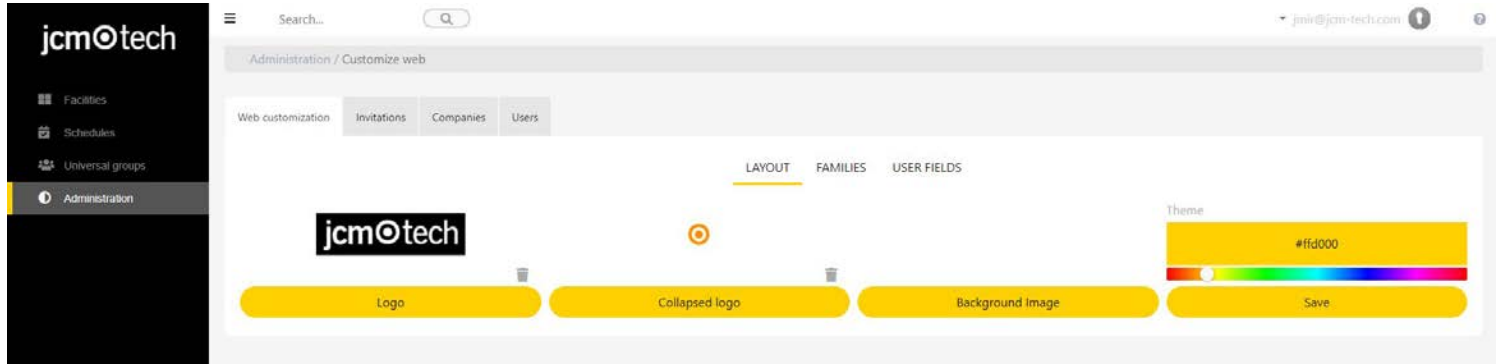 jcm tech
Search...
jmir@jcm-tech.com
Administration / Customize web
Facilities
Schedules
Universal groups
Administration
Web customization Invitations Companies Users
LAYOUT FAMILIES USER FIELDS
jcm tech
Theme
#ffd000
Logo Collapsed logo Background Image Save